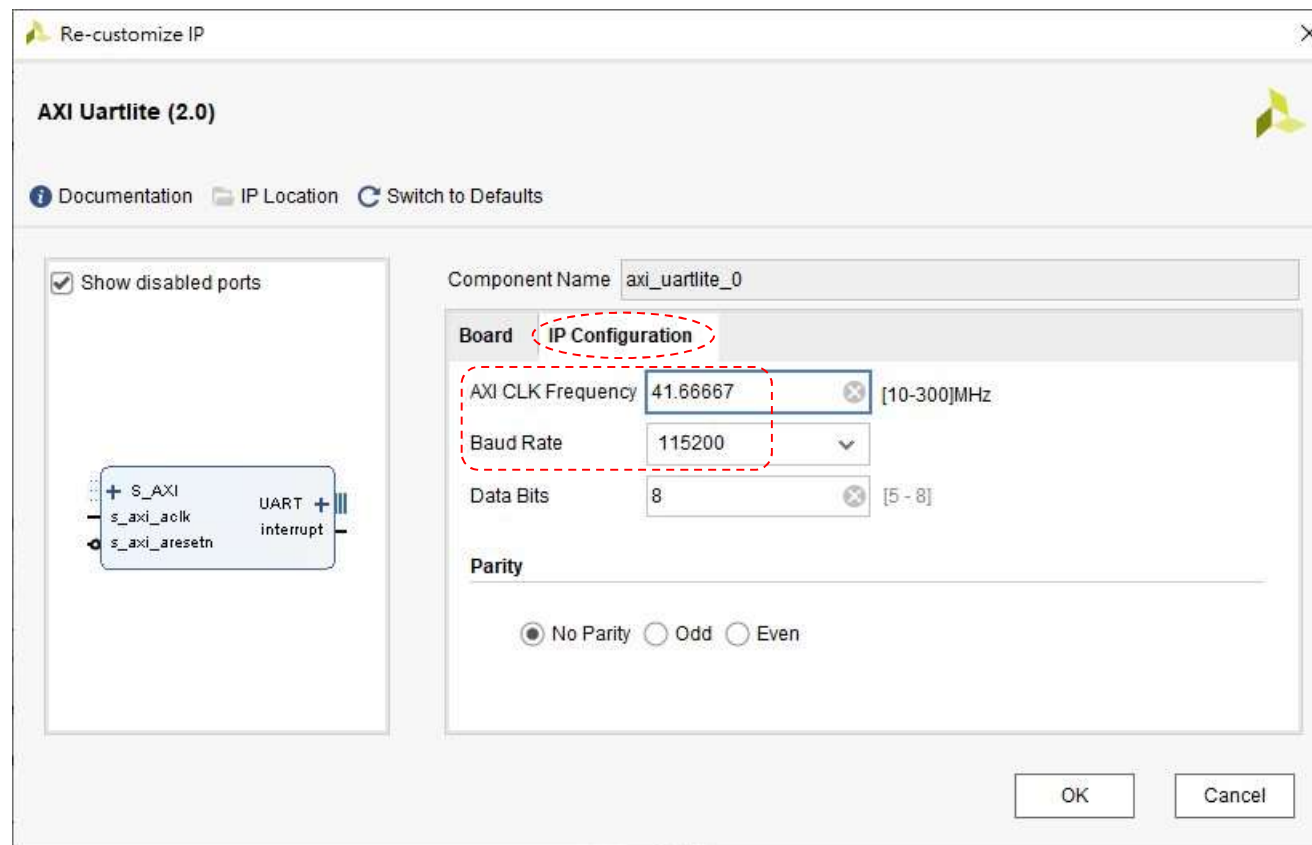 Re-customize IP
AXI Uartlite (2.0)
Documentation IP Location Switch to Defaults
Show disabled ports
+ S_AXI
s_axi_aclk
s_axi_aresetn
UART +
interrupt
Component Name axi_uartlite_0
Board IP Configuration
AXI CLK Frequency 41.66667 [10-300]MHz
Baud Rate 115200
Data Bits 8 [5 - 8]
Parity
No Parity Odd Even
OK Cancel